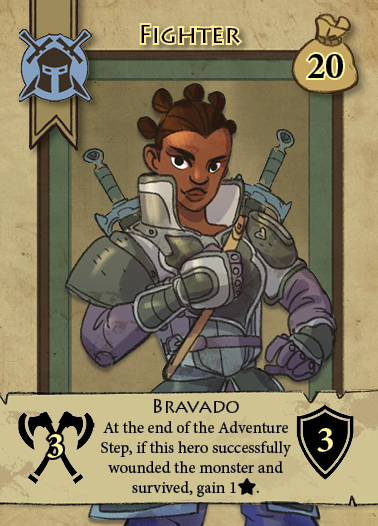 Fighter
20
Bravado
At the end of the Adventure
Step, if this hero successfully
wounded the monster and
survived, gain 1★.
3
3